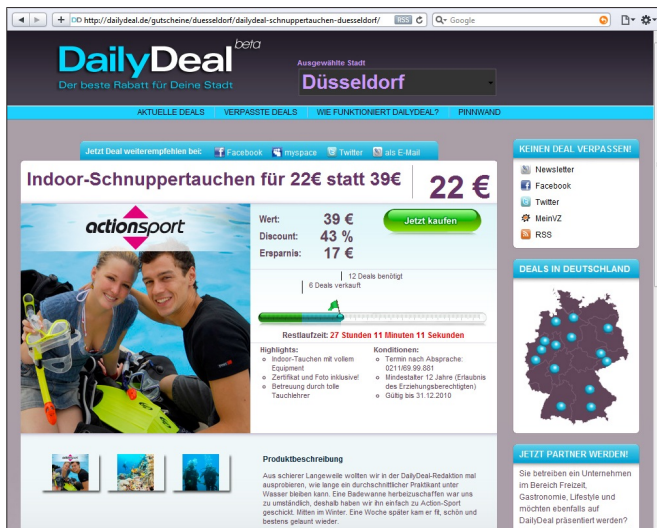 http://dailydeal.de/gutscheine/duesseldorf/dailydeal-schnuppertauchen-duesseldorf/
RSS
Google
DailyDeal beta
Der beste Rabatt für Deine Stadt
Ausgewählte Stadt
Düsseldorf
AKTUELLE DEALS VERPASSTE DEALS WIE FUNKTIONIERT DAILYDEAL? PINNWAND
Jetzt Deal weiterempfehlen bei: Facebook myspace Twitter als E-Mail
Indoor-Schnuppertauchen für 22€ statt 39€
22 €
actionsport
Wert: 39 €
Discount: 43 %
Ersparnis: 17 €
Jetzt kaufen
12 Deals benötigt
6 Deals verkauft
Restlaufzeit: 27 Stunden 11 Minuten 11 Sekunden
Highlights:
Indoor-Tauchen mit vollem
Equipment
Zertifikat und Foto inklusive!
Betreuung durch tolle
Tauchlehrer
Konditionen:
Termin nach Absprache:
0211/69.99.881
Mindestalter 12 Jahre (Erlaubnis
des Erziehungsberechtigten)
Gültig bis 31.12.2010
actionsport
Produktbeschreibung
Aus schierer Langeweile wollten wir in der DailyDeal-Redaktion mal
ausprobieren, wie lange ein durchschnittlicher Praktikant unter
Wasser bleiben kann. Eine Badewanne herbeizuschaffen war uns
zu umständlich, deshalb haben wir ihn einfach zu Action-Sport
geschickt. Mitten im Winter. Eine Woche später kam er fit, schön und
bestens gelaunt wieder.
KEINEN DEAL VERPASSEN!
Newsletter
Facebook
Twitter
MeinVZ
RSS
DEALS IN DEUTSCHLAND
JETZT PARTNER WERDEN!
Sie betreiben ein Unternehmen
im Bereich Freizeit,
Gastronomie, Lifestyle und
möchten ebenfalls auf
DailyDeal präsentiert werden?